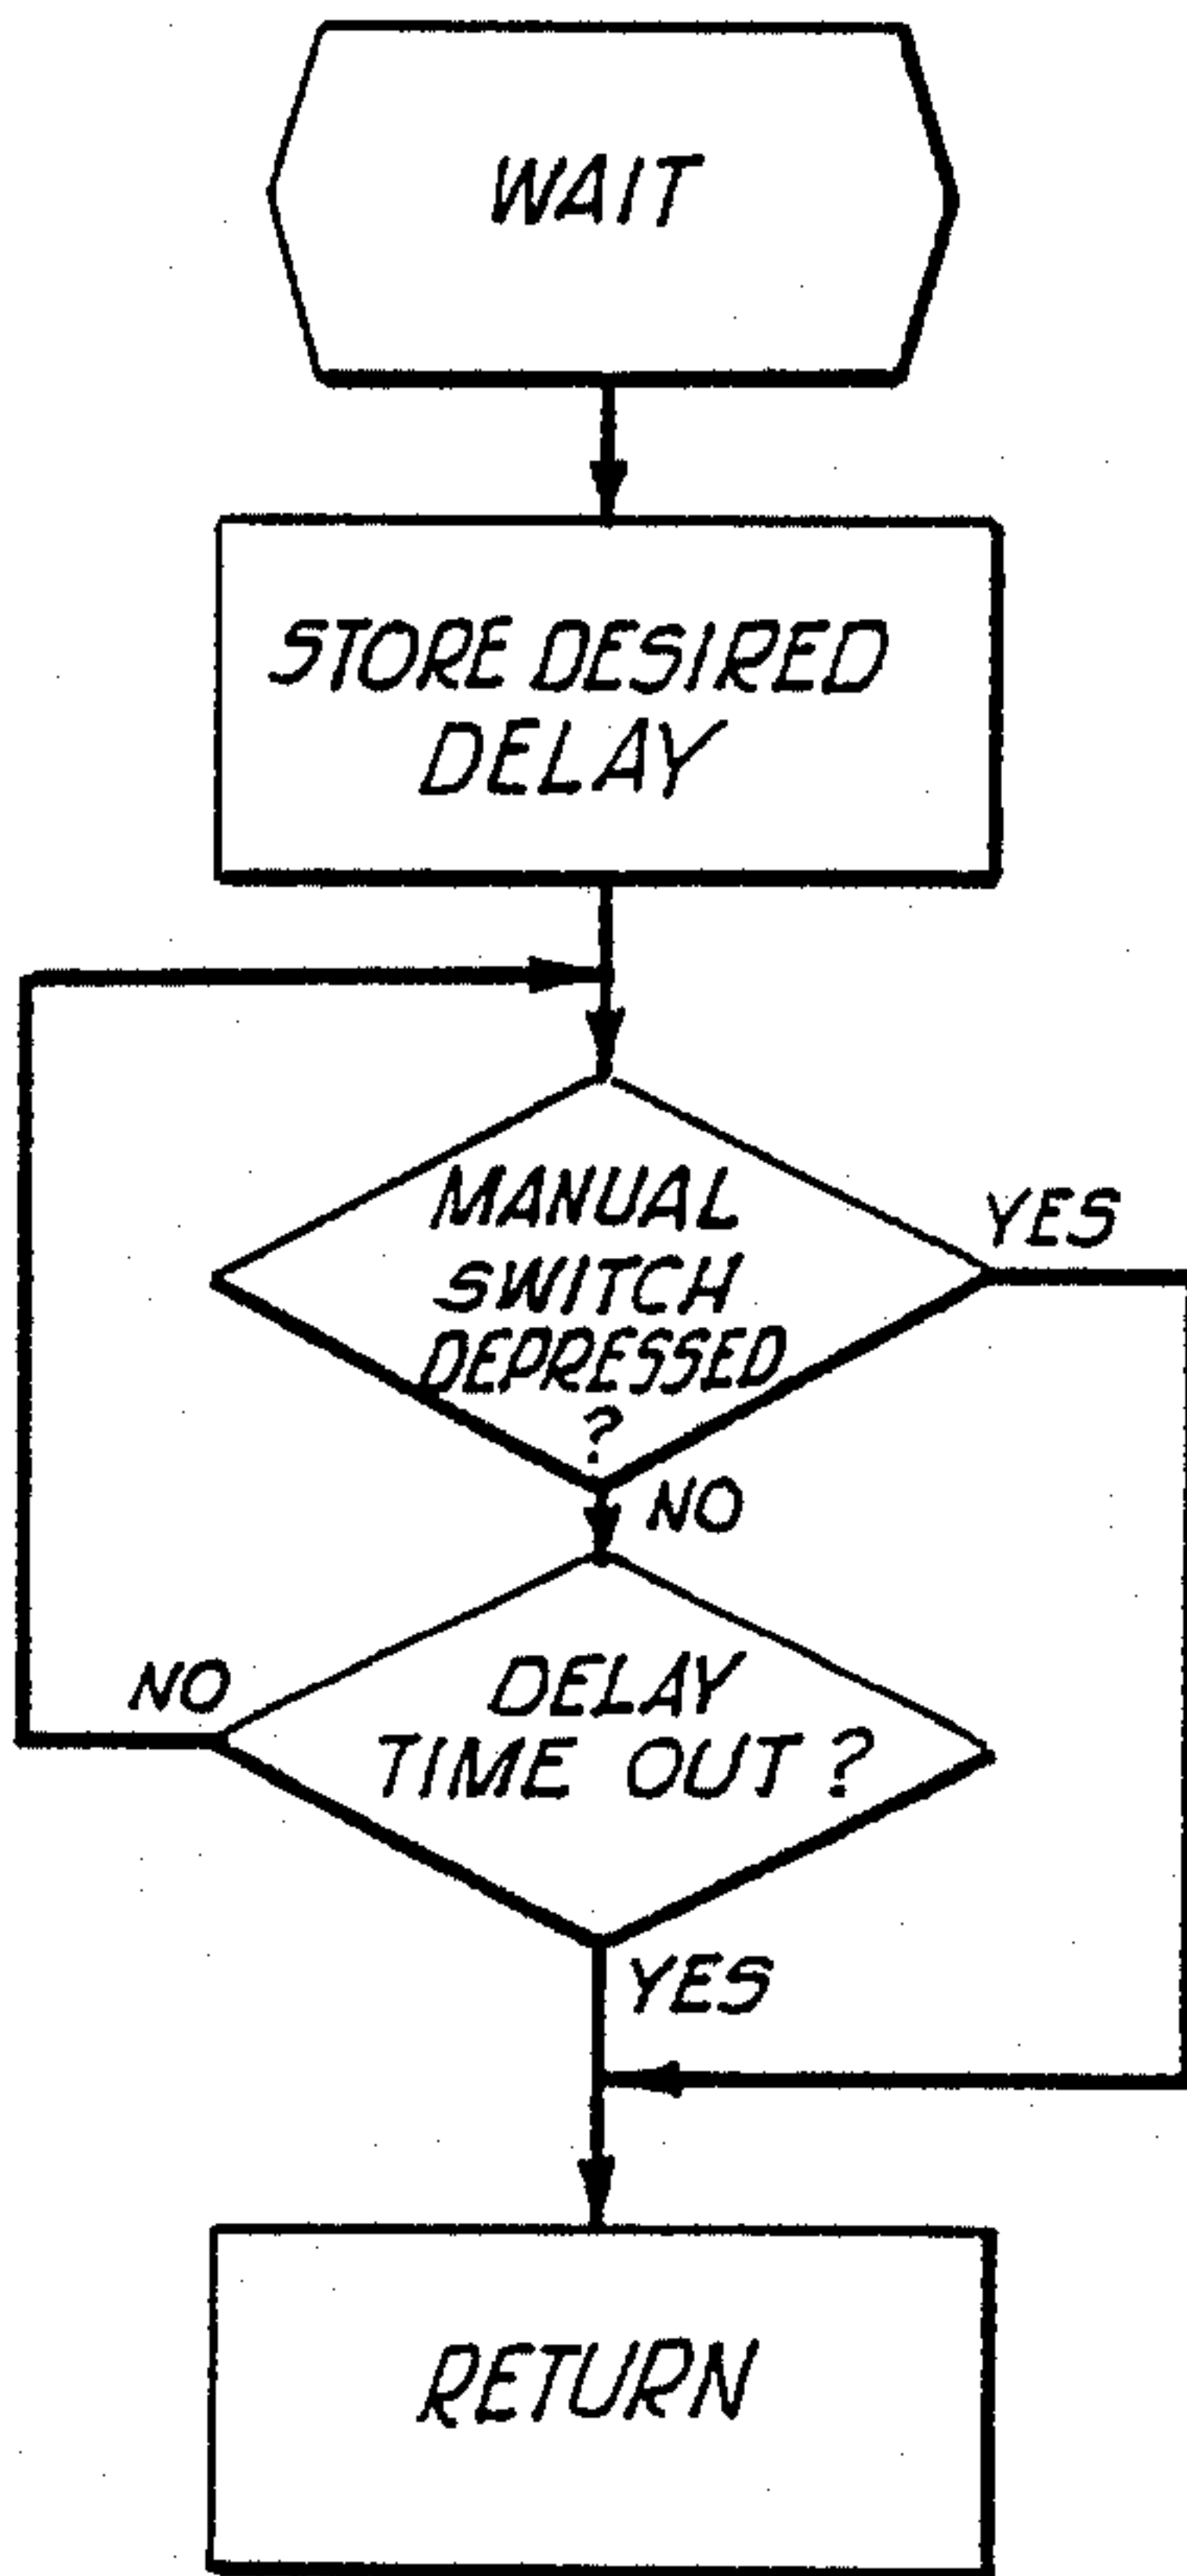 WAIT
STORE DESIRED
DELAY
MANUAL
SWITCH
DEPRESSED
?
YES
NO
DELAY
TIME OUT ?
NO
YES
RETURN